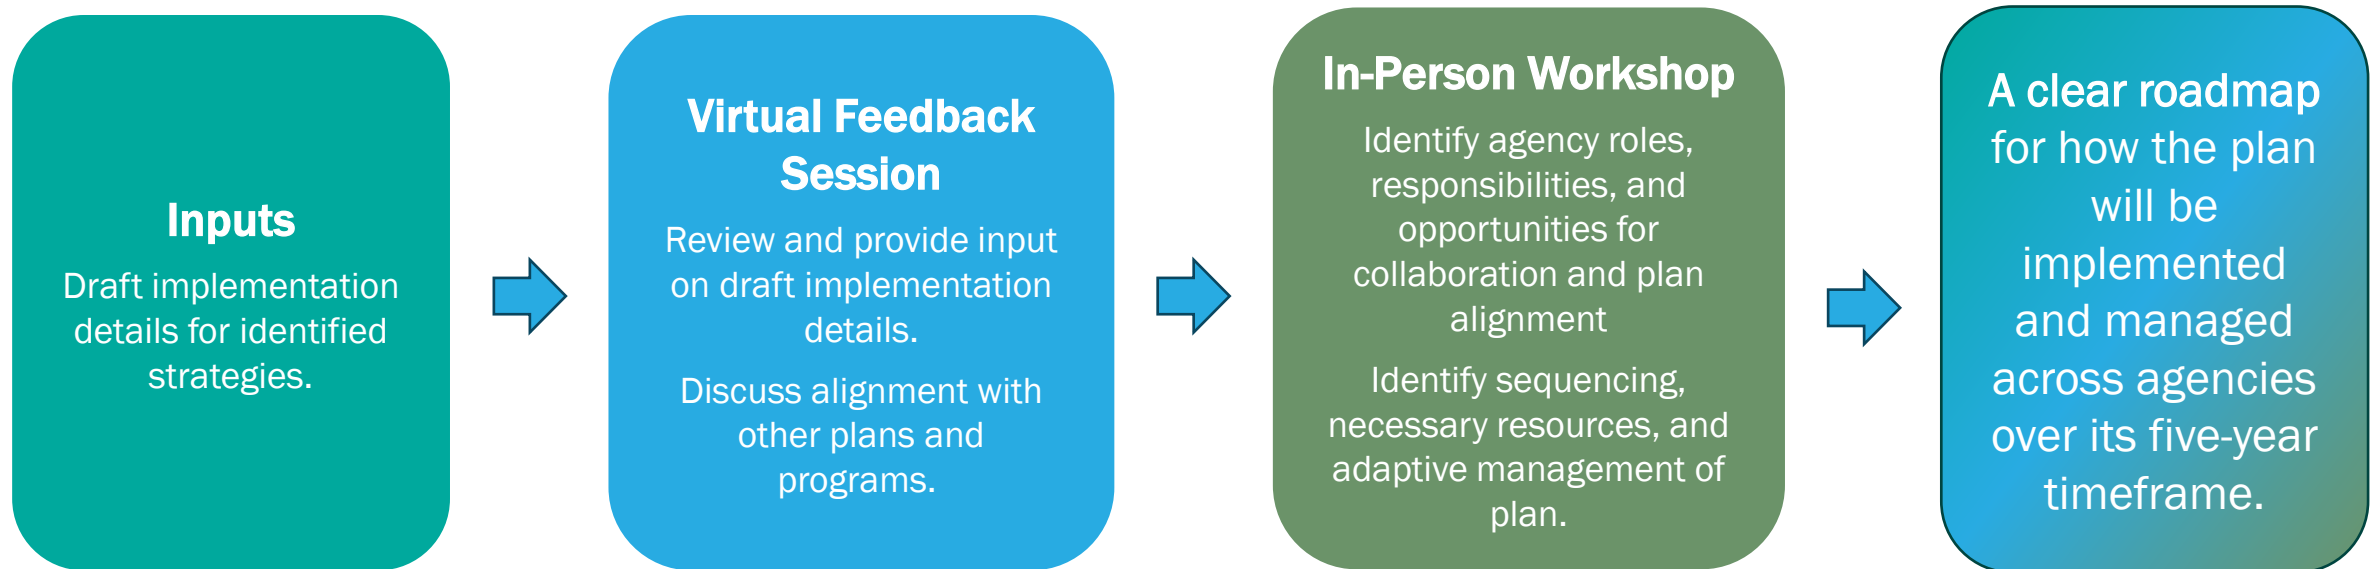 Inputs
Draft implementation
details for identified
strategies.
Virtual Feedback
Session
Review and provide input
on draft implementation
details.
Discuss alignment with
other plans and
programs.
In-Person Workshop
Identify agency roles,
responsibilities, and
opportunities for
collaboration and plan
alignment
Identify sequencing,
necessary resources, and
adaptive management of
plan.
A clear roadmap
for how the plan
will be
implemented
and managed
across agencies
over its five-year
timeframe.